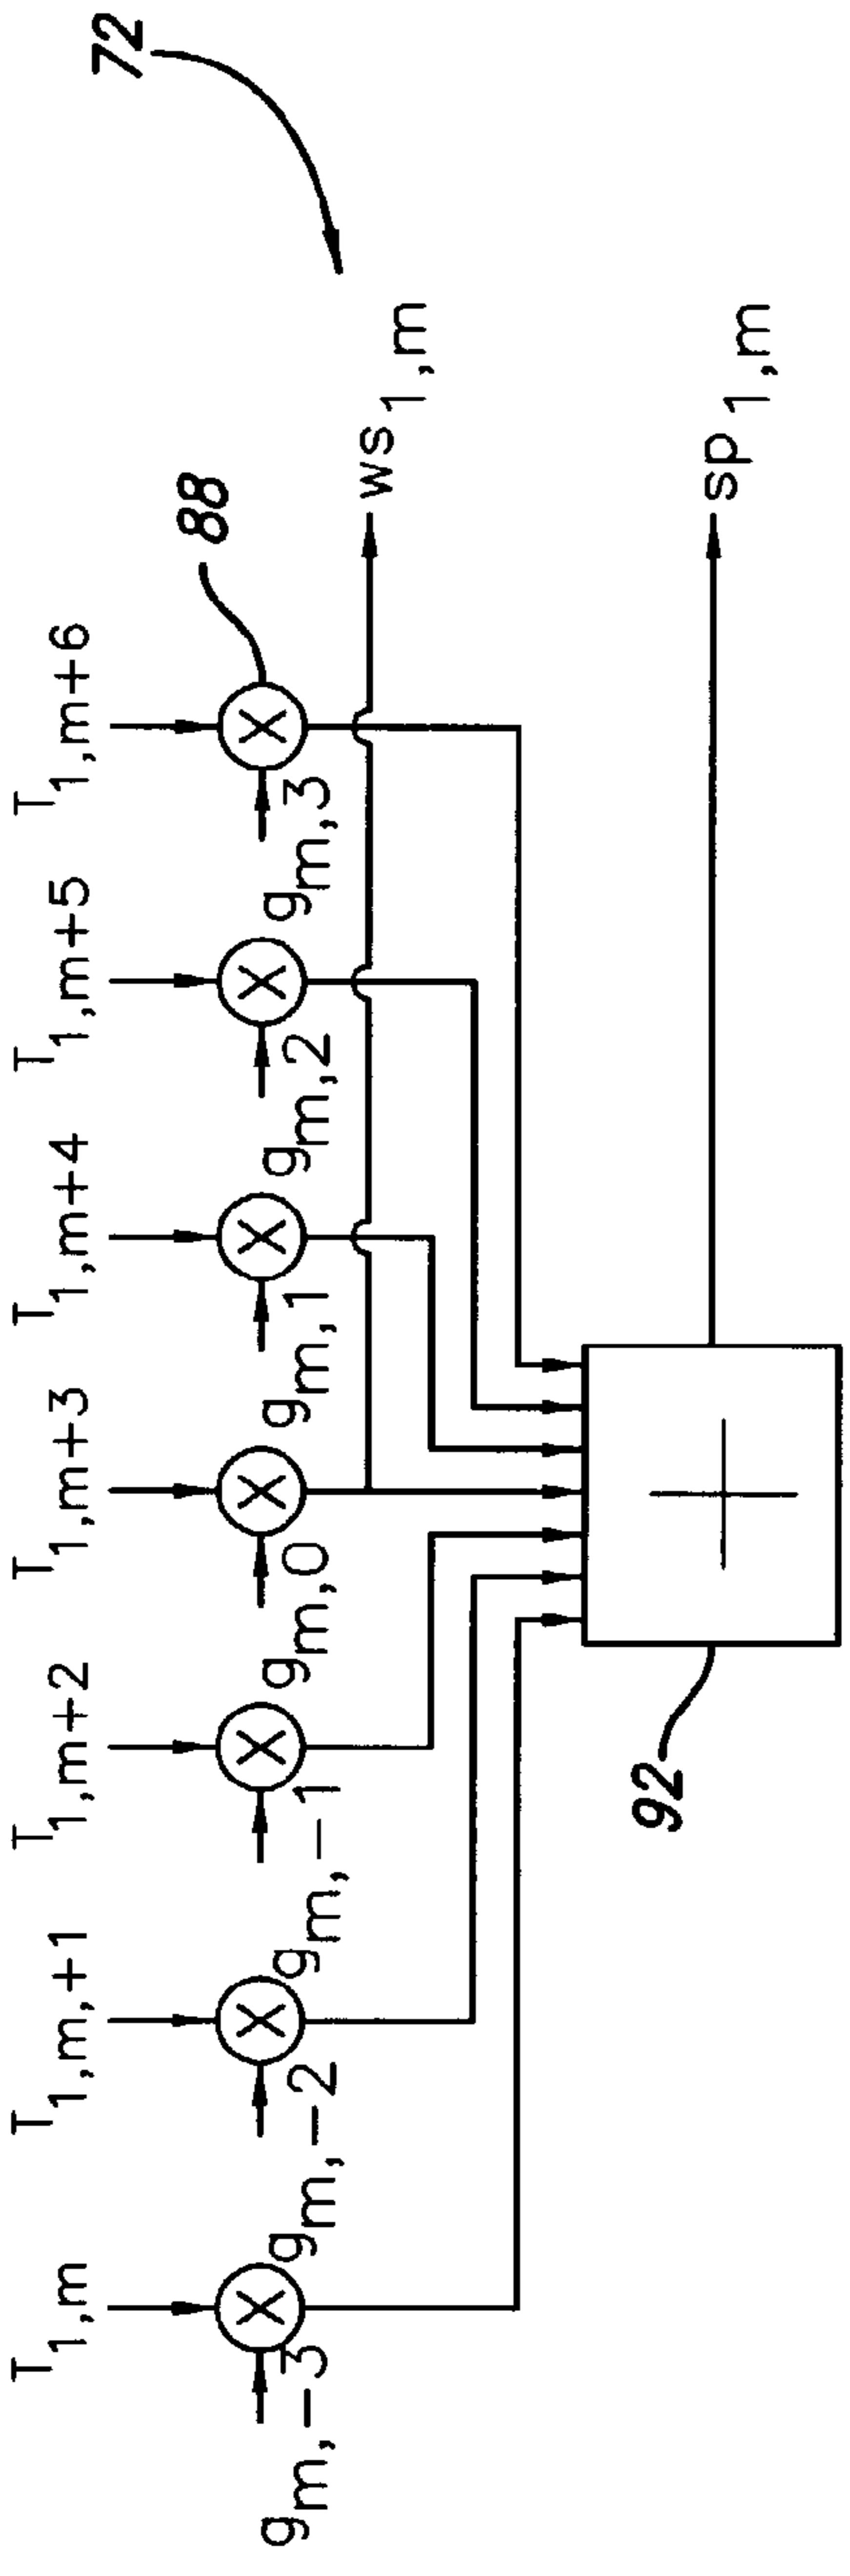 72
T1,m T1,m,+1 T1,m+2 T1,m+3 T1,m+4 T1,m+5 T1,m+6
88
× × × × × × ×
gm,-3 gm,-2 gm,-1 gm,0 gm,1 gm,2 gm,3
ws1,m
+
sp1,m
92